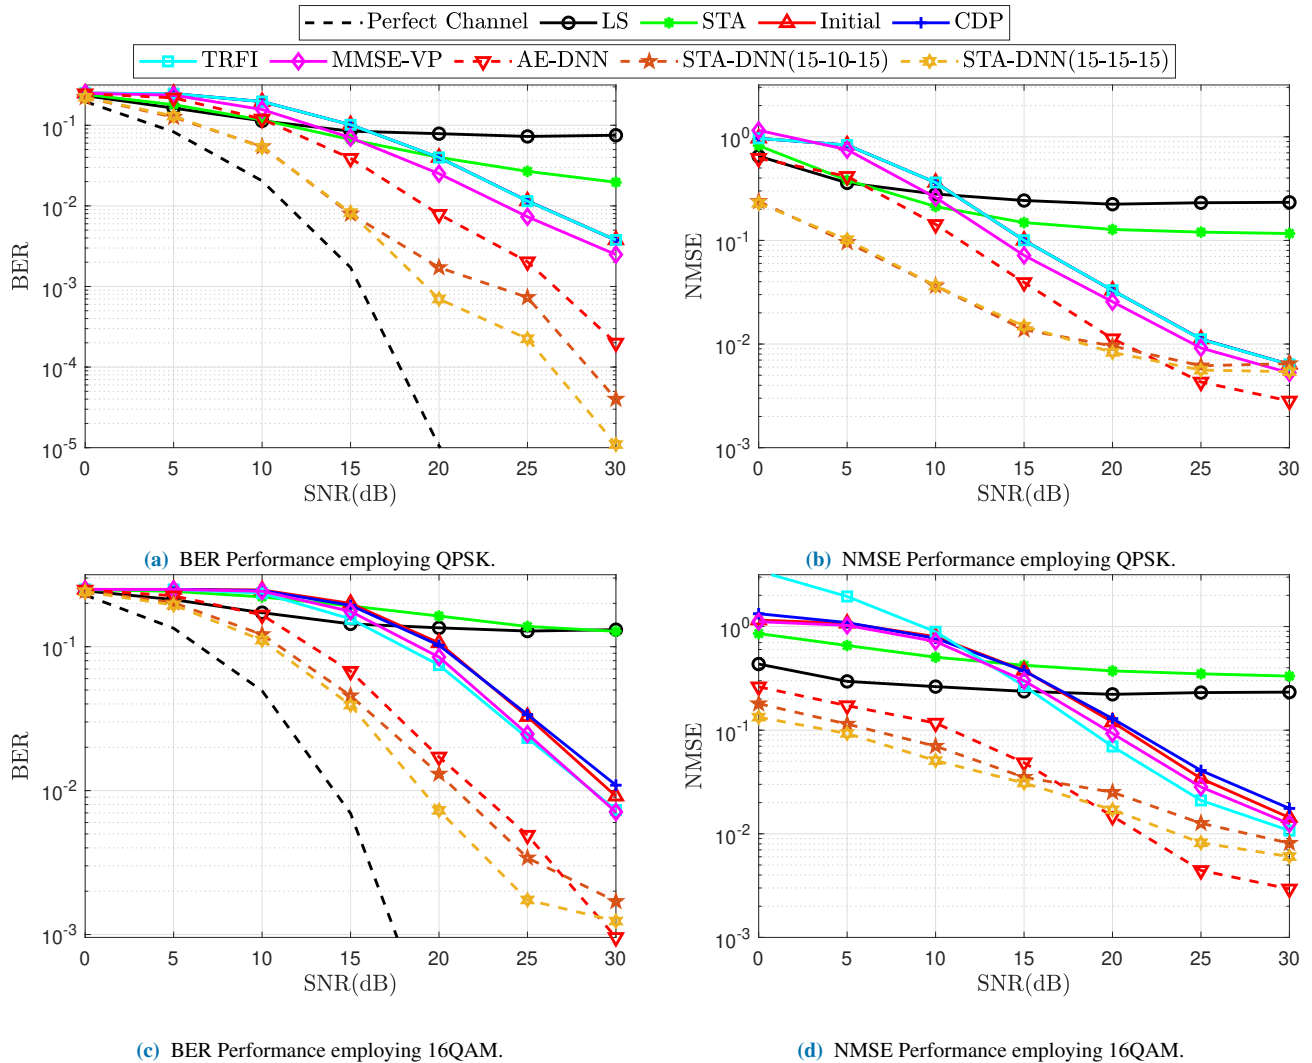 Perfect Channel LS STA Initial CDP
TRFI MMSE-VP AE-DNN STA-DNN(15-10-15) STA-DNN(15-15-15)
10^-1
10^-2
10^-3
10^-4
10^-5
BER
0 5 10 15 20 25 30
SNR(dB)
(a) BER Performance employing QPSK.
10^0
10^-1
10^-2
10^-3
NMSE
0 5 10 15 20 25 30
SNR(dB)
(b) NMSE Performance employing QPSK.
10^-1
10^-2
10^-3
BER
0 5 10 15 20 25 30
SNR(dB)
(c) BER Performance employing 16QAM.
10^0
10^-1
10^-2
10^-3
NMSE
0 5 10 15 20 25 30
SNR(dB)
(d) NMSE Performance employing 16QAM.